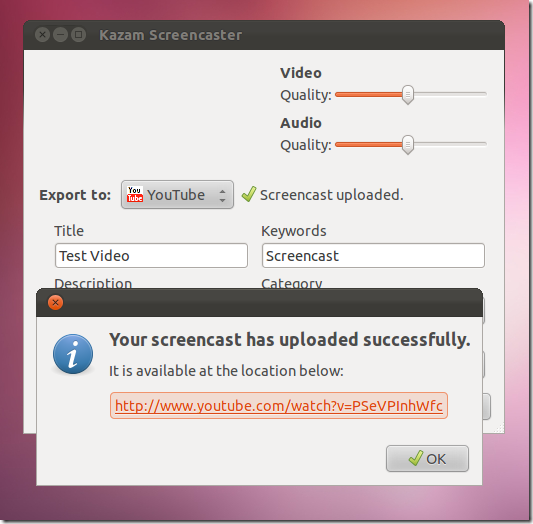 Kazam Screencaster
Video
Quality:
Audio
Quality:
Export to:
You Tube
YouTube
Screencast uploaded.
Title
Keywords
Test Video
Screencast
Description
Category
Your screencast has uploaded successfully.
It is available at the location below:
http://www.youtube.com/watch?v=PSeVPInhWfc
OK